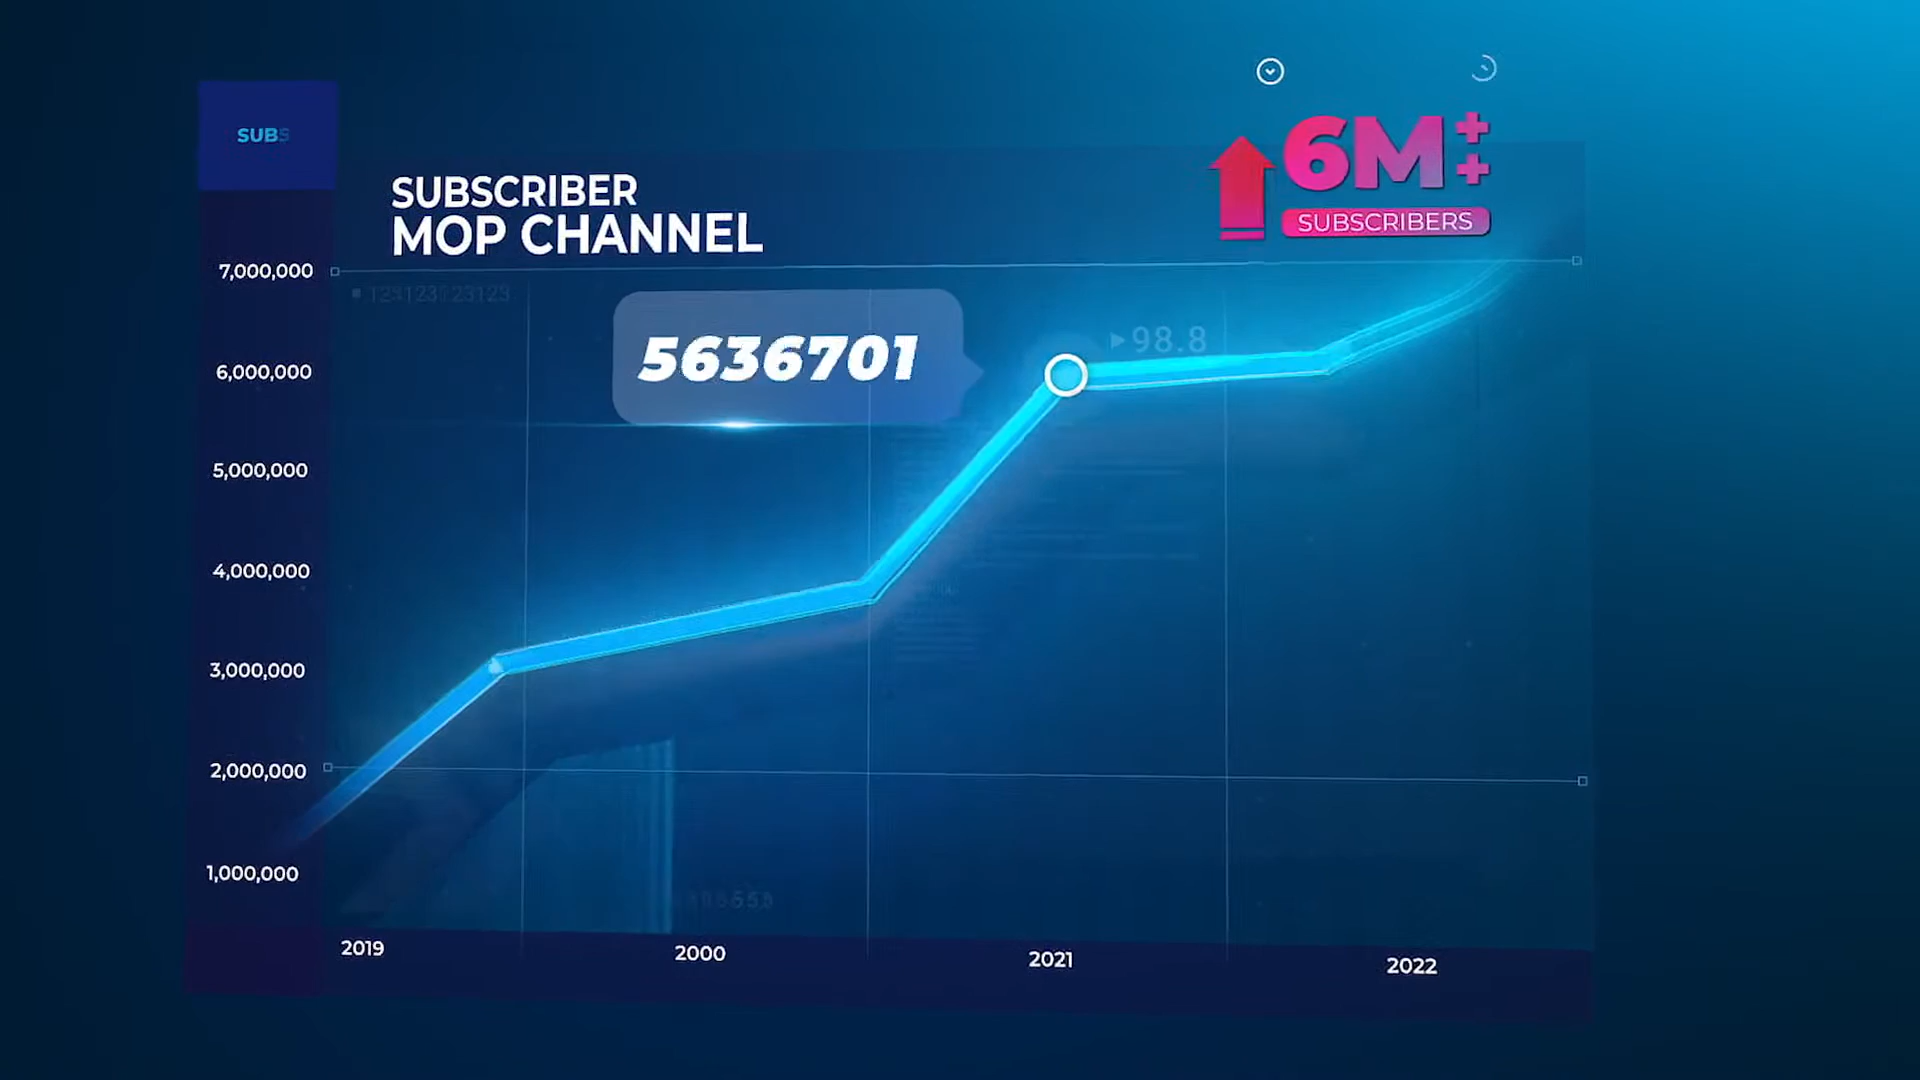 SUBS
6M++
SUBSCRIBERS
SUBSCRIBER
MOP CHANNEL
7,000,000
6,000,000
5,000,000
4,000,000
3,000,000
2,000,000
1,000,000
5636701
98.8
2019
2000
2021
2022